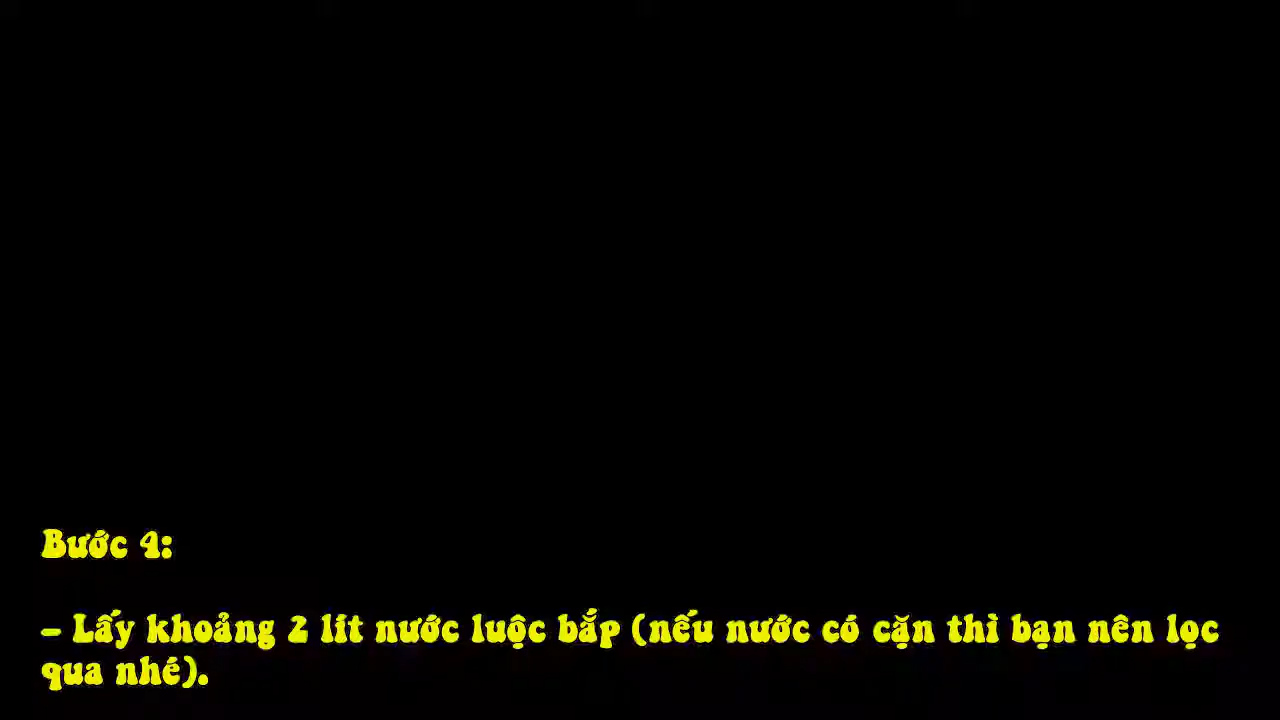 Bước 4:
- Lấy khoảng 2 lít nước luộc bắp (nếu nước có cặn thì bạn nên lọc
qua nhé).